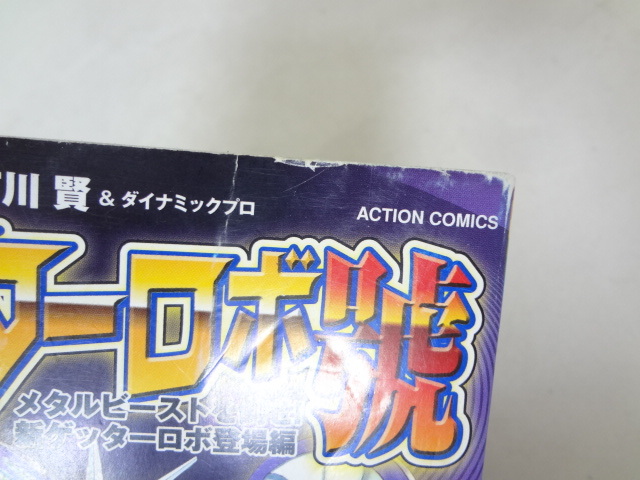 川 賢 & ダイナミックプロ
ACTION COMICS
ターロボ號
メタルビースト
新ゲッターロボ登場編